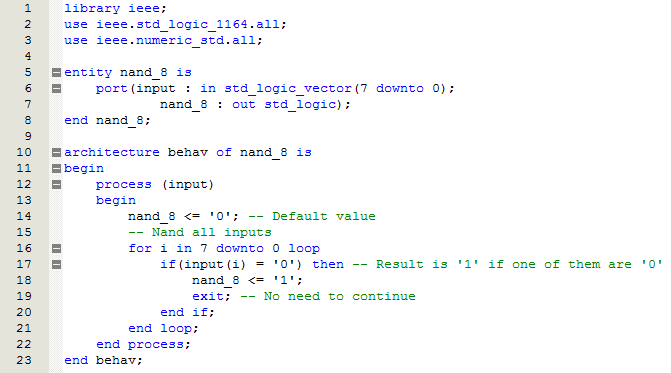 1 library ieee;
2 use ieee.std_logic_1164.all;
3 use ieee.numeric_std.all;
4
5 entity nand_8 is
6     port(input : in std_logic_vector(7 downto 0);
7             nand_8 : out std_logic);
8 end nand_8;
9
10 architecture behav of nand_8 is
11 begin
12     process (input)
13     begin
14         nand_8 <= '0'; -- Default value
15         -- Nand all inputs
16         for i in 7 downto 0 loop
17             if(input(i) = '0') then -- Result is '1' if one of them are '0'
18                 nand_8 <= '1';
19                 exit; -- No need to continue
20             end if;
21         end loop;
22     end process;
23 end behav;